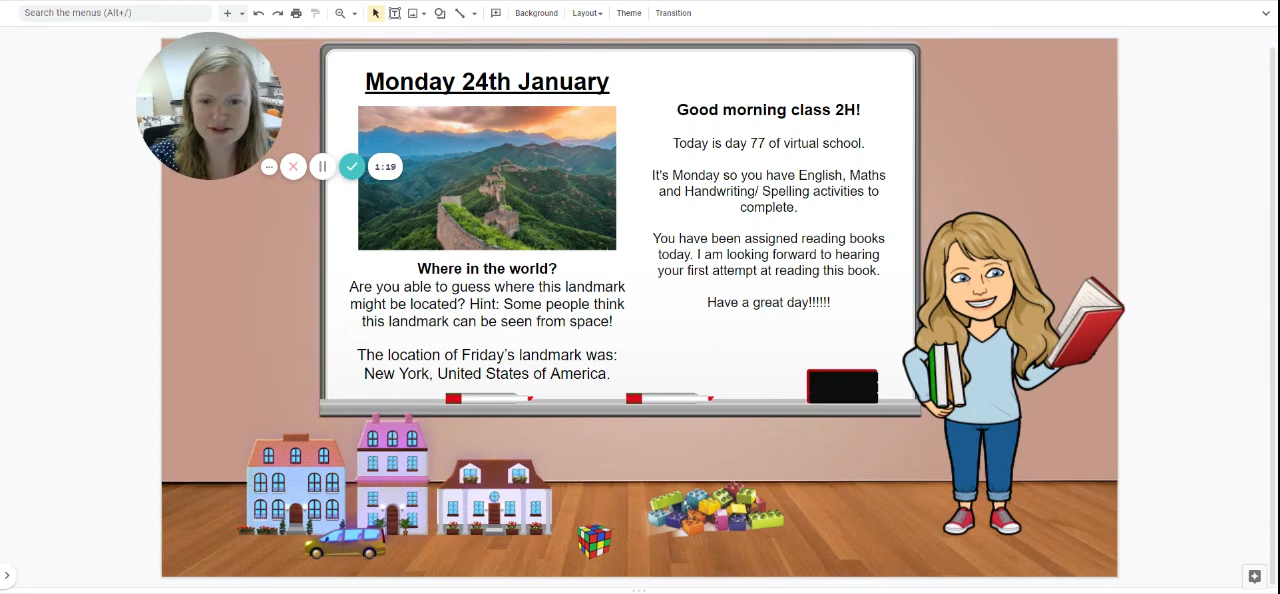 Search the menus (Alt+/)
Background
Layout
Theme
Transition
1:19
Monday 24th January
Where in the world?
Are you able to guess where this landmark
might be located? Hint: Some people think
this landmark can be seen from space!
The location of Friday's landmark was:
New York, United States of America.
Good morning class 2H!
Today is day 77 of virtual school.
It's Monday so you have English, Maths
and Handwriting/ Spelling activities to
complete.
You have been assigned reading books
today. I am looking forward to hearing
your first attempt at reading this book.
Have a great day!!!!!!